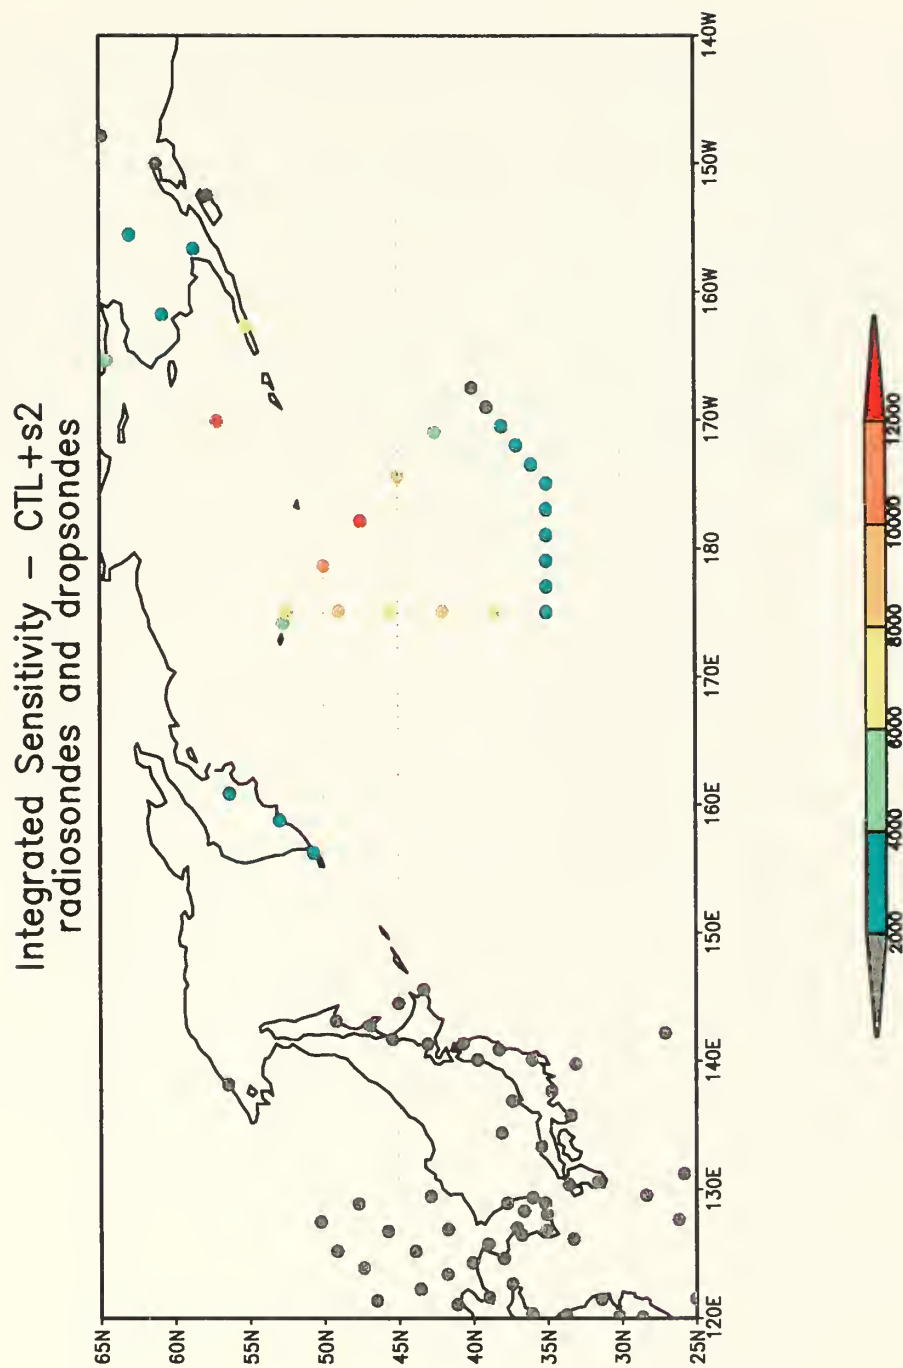 Integrated Sensitivity – CTL+s2
radiosondes and dropsondes
65N
60N
55N
50N
45N
40N
35N
30N
25N
120E
130E
140E
150E
160E
170E
180
170W
160W
150W
140W
2000
4000
6000
8000
10000
12000